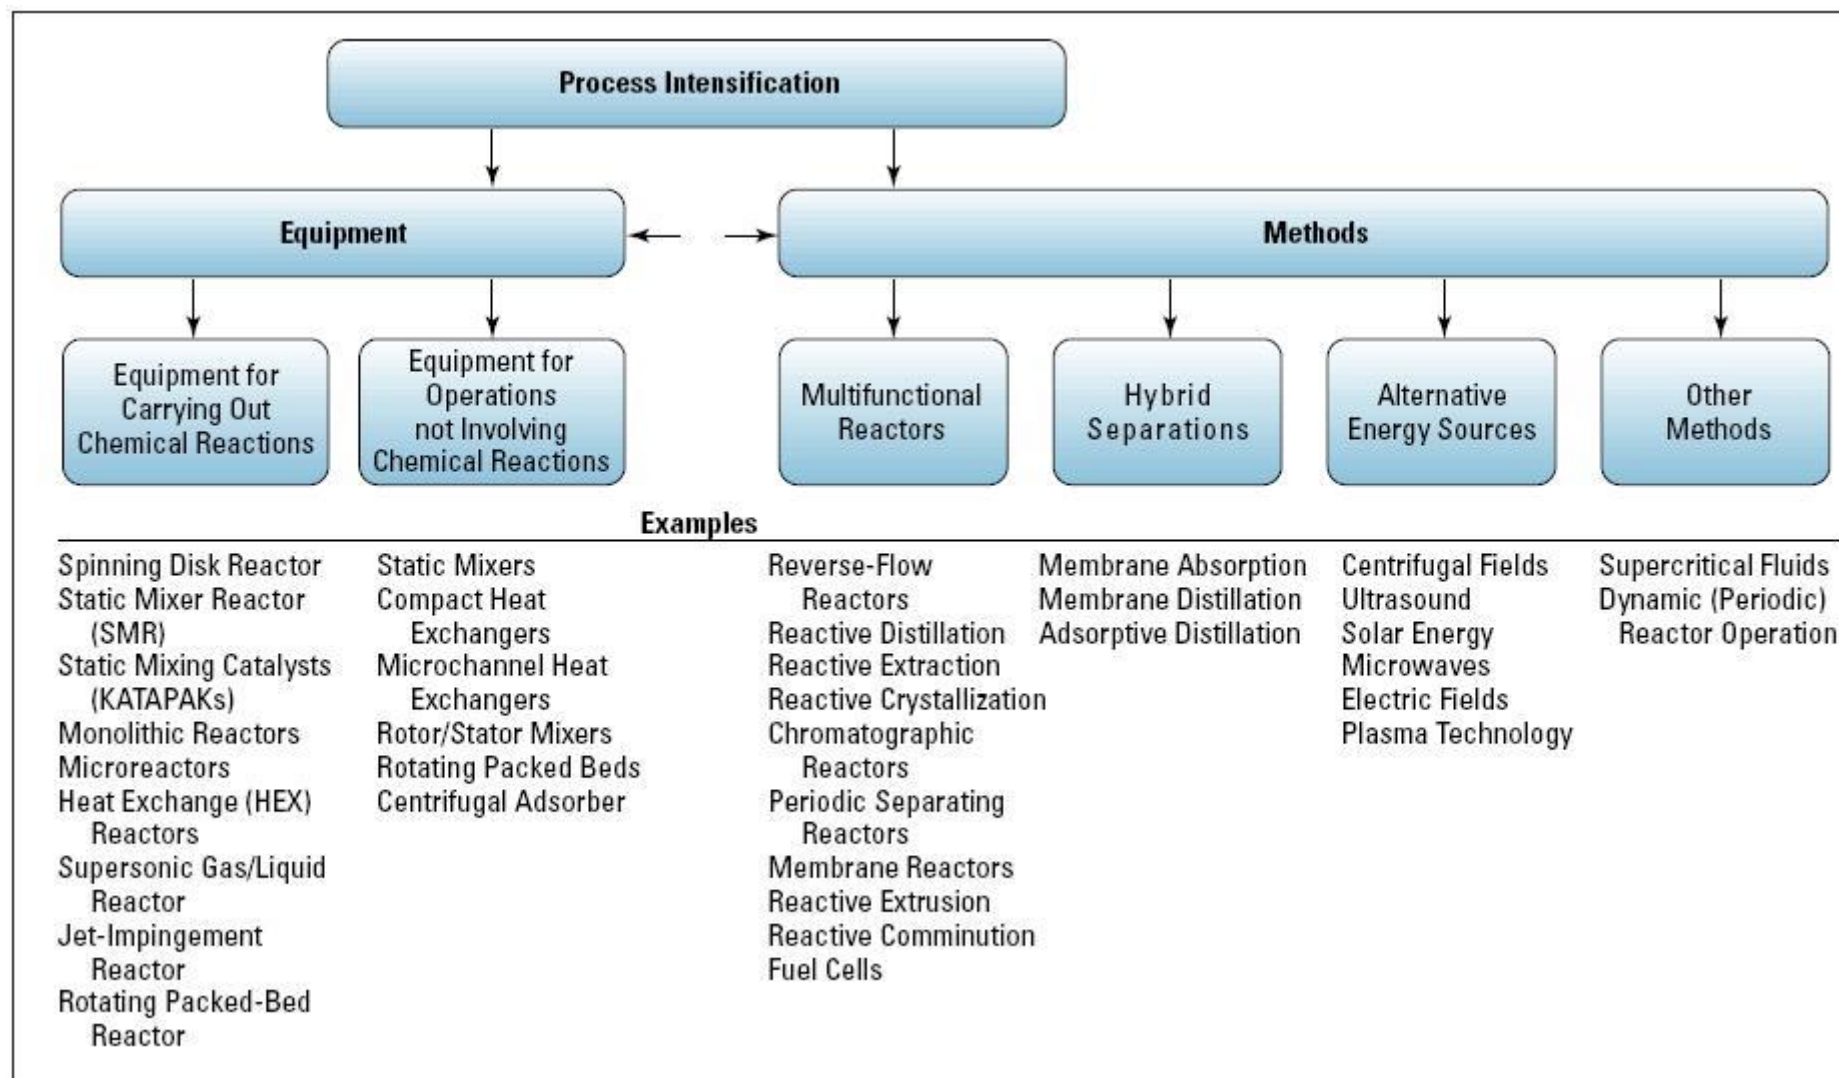 Process Intensification
Equipment
Methods
Equipment for
Carrying Out
Chemical Reactions
Equipment for
Operations
not Involving
Chemical Reactions
Multifunctional
Reactors
Hybrid
Separations
Alternative
Energy Sources
Other
Methods
Examples
Spinning Disk Reactor
Static Mixer Reactor
(SMR)
Static Mixing Catalysts
(KATAPAKs)
Monolithic Reactors
Microreactors
Heat Exchange (HEX)
Reactors
Supersonic Gas/Liquid
Reactor
Jet-Impingement
Reactor
Rotating Packed-Bed
Reactor
Static Mixers
Compact Heat
Exchangers
Microchannel Heat
Exchangers
Rotor/Stator Mixers
Rotating Packed Beds
Centrifugal Adsorber
Reverse-Flow
Reactors
Reactive Distillation
Reactive Extraction
Reactive Crystallization
Chromatographic
Reactors
Periodic Separating
Reactors
Membrane Reactors
Reactive Extrusion
Reactive Comminution
Fuel Cells
Membrane Absorption
Membrane Distillation
Adsorptive Distillation
Centrifugal Fields
Ultrasound
Solar Energy
Microwaves
Electric Fields
Plasma Technology
Supercritical Fluids
Dynamic (Periodic)
Reactor Operation